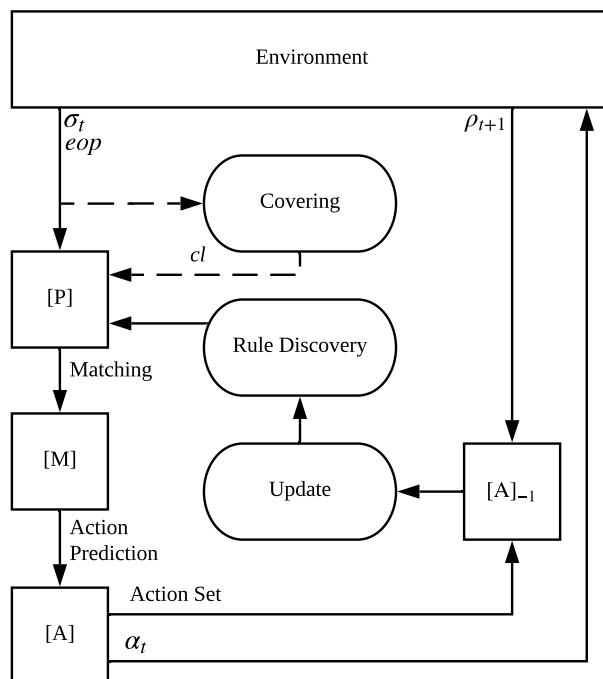 Environment
σt
eop
ρt+1
Covering
cl
[P]
Rule Discovery
Matching
[M]
Update
[A]−1
Action
Prediction
Action Set
[A]
αt